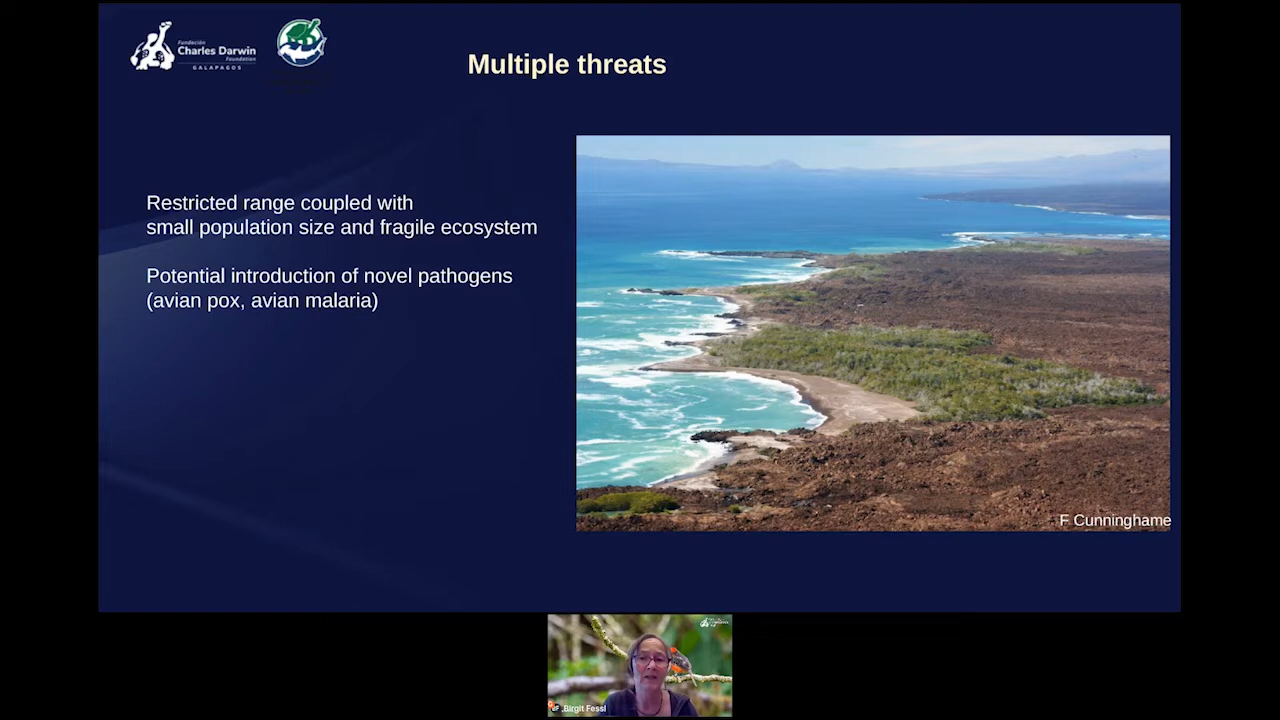 Fundación
Charles Darwin
Foundation
GALAPAGOS
Multiple threats
Restricted range coupled with
small population size and fragile ecosystem
Potential introduction of novel pathogens
(avian pox, avian malaria)
F Cunninghame
Birgit Fessl